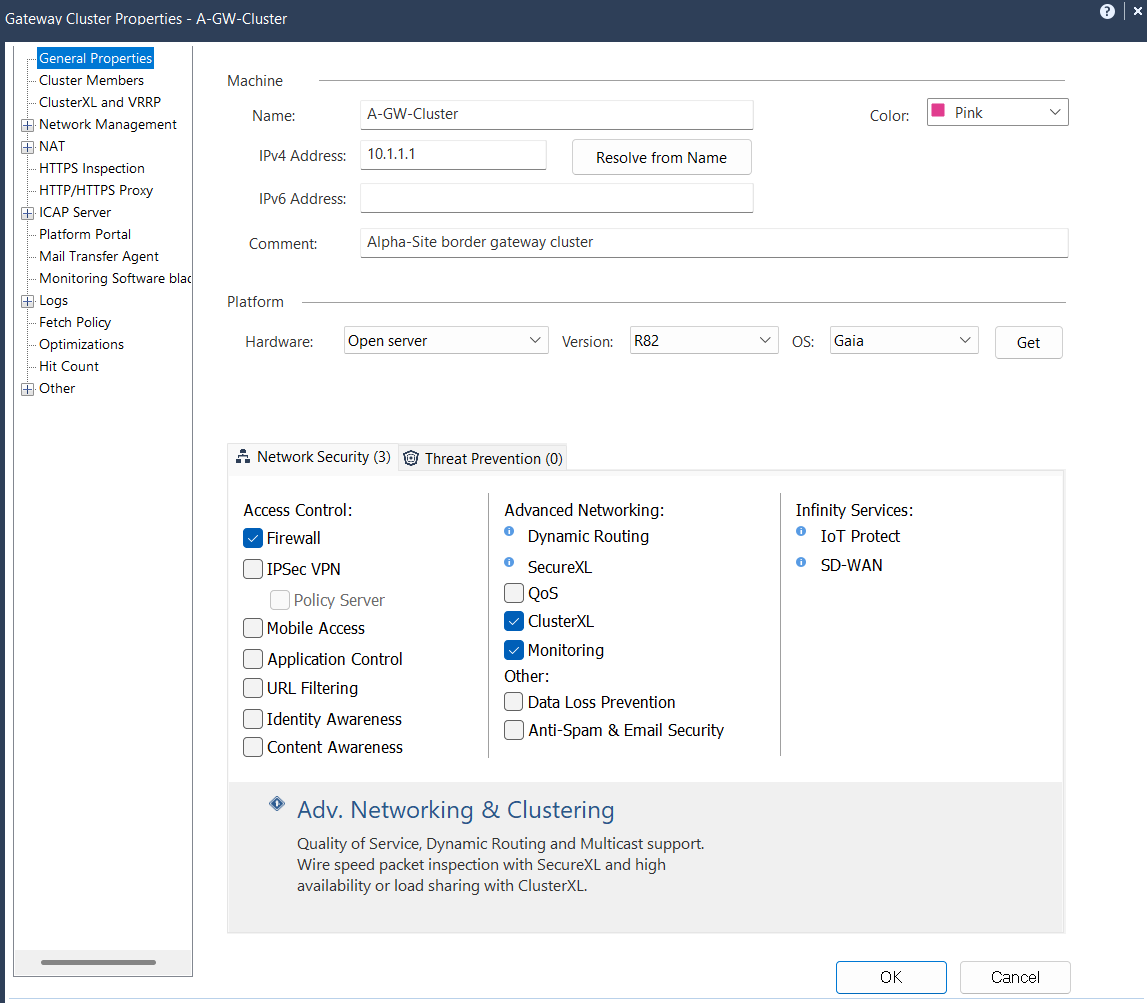 Gateway Cluster Properties - A-GW-Cluster
General Properties
Cluster Members
ClusterXL and VRRP
Network Management
NAT
HTTPS Inspection
HTTP/HTTPS Proxy
ICAP Server
Platform Portal
Mail Transfer Agent
Monitoring Software blad
Logs
Fetch Policy
Optimizations
Hit Count
Other
Machine
Name: A-GW-Cluster Color: Pink
IPv4 Address: 10.1.1.1 Resolve from Name
IPv6 Address:
Comment: Alpha-Site border gateway cluster
Platform
Hardware: Open server Version: R82 OS: Gaia Get
Network Security (3) Threat Prevention (0)
Access Control:
Firewall
IPSec VPN
Policy Server
Mobile Access
Application Control
URL Filtering
Identity Awareness
Content Awareness
Advanced Networking:
Dynamic Routing
SecureXL
QoS
ClusterXL
Monitoring
Other:
Data Loss Prevention
Anti-Spam & Email Security
Infinity Services:
IoT Protect
SD-WAN
Adv. Networking & Clustering
Quality of Service, Dynamic Routing and Multicast support.
Wire speed packet inspection with SecureXL and high
availability or load sharing with ClusterXL.
OK Cancel